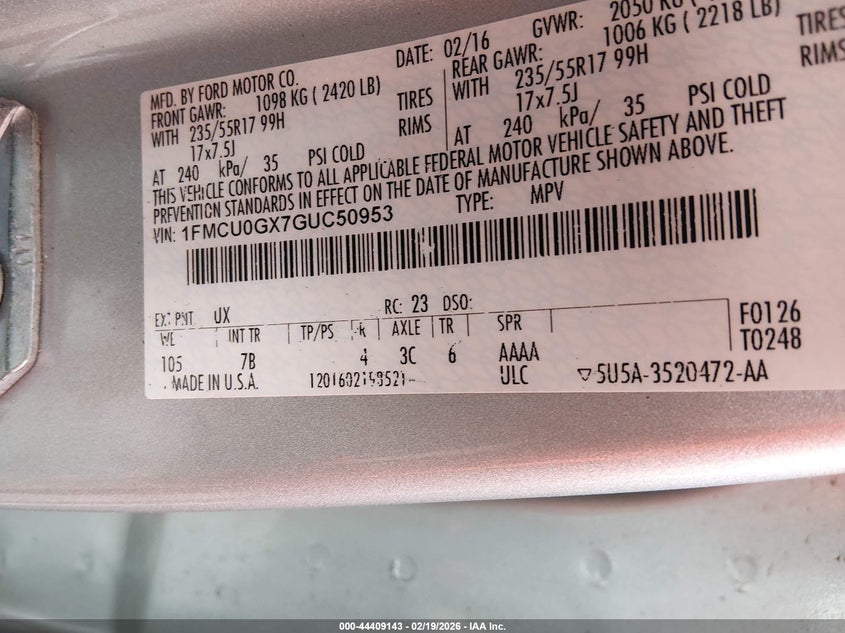 MFD. BY FORD MOTOR CO. DATE: 02/16 GVWR: 2050 KG
FRONT GAWR: 1098 KG ( 2420 LB) REAR GAWR: 1006 KG ( 2218 LB)
WITH 235/55R17 99H TIRES WITH 235/55R17 99H TIRES
17x7.5J RIMS 17x7.5J RIMS
AT 240 kPa/ 35 PSI COLD AT 240 kPa/ 35 PSI COLD
THIS VEHICLE CONFORMS TO ALL APPLICABLE FEDERAL MOTOR VEHICLE SAFETY AND THEFT
PREVENTION STANDARDS IN EFFECT ON THE DATE OF MANUFACTURE SHOWN ABOVE.
VIN: 1FMCU0GX7GUC50953 TYPE: MPV
EXT PNT: UX RC: 23 DSO: F0126
WB INT TR TP/PS R AXLE TR SPR T0248
105 7B 4 3C 6 AAAA
MADE IN U.S.A. ULC ▽5U5A-3520472-AA
000-44409143 - 02/19/2026 - IAA Inc.